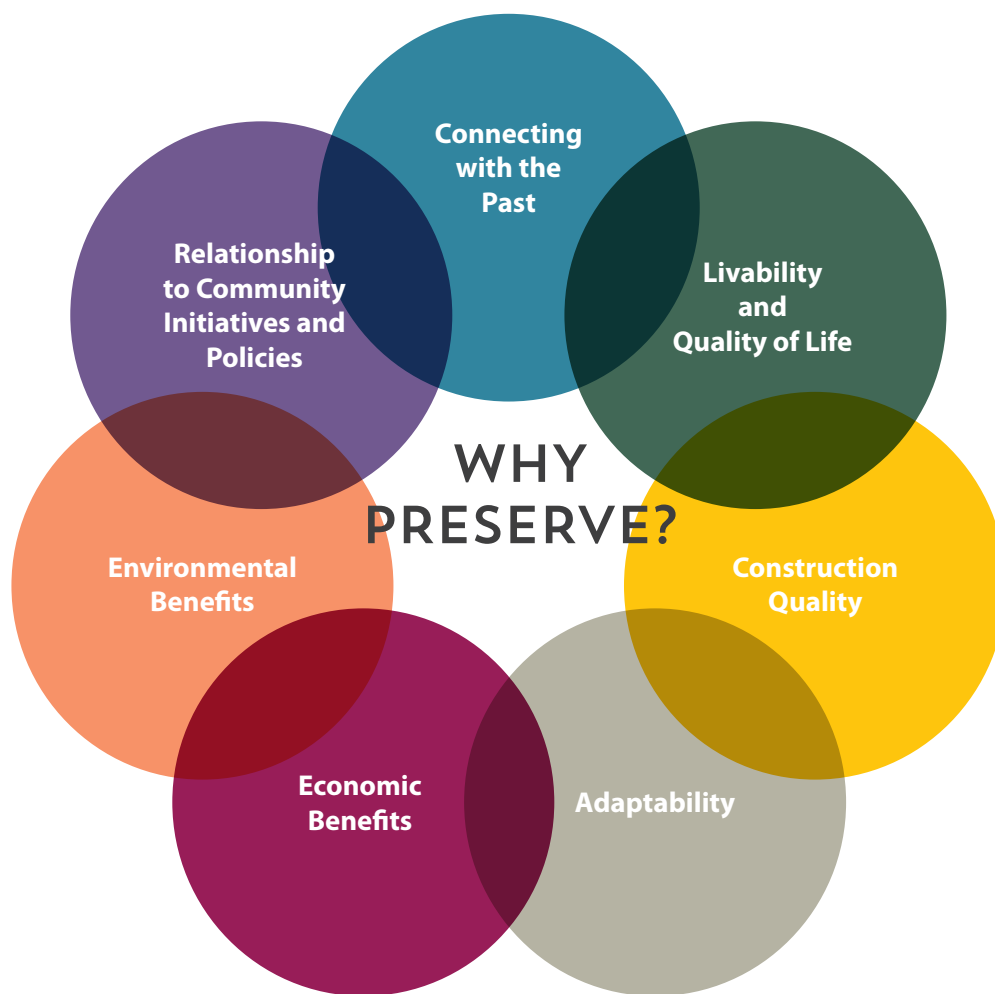 Connecting
with the
Past
Livability
and
Quality of Life
Construction
Quality
Adaptability
Economic
Benefits
Environmental
Benefits
Relationship
to Community
Initiatives and
Policies
WHY
PRESERVE?